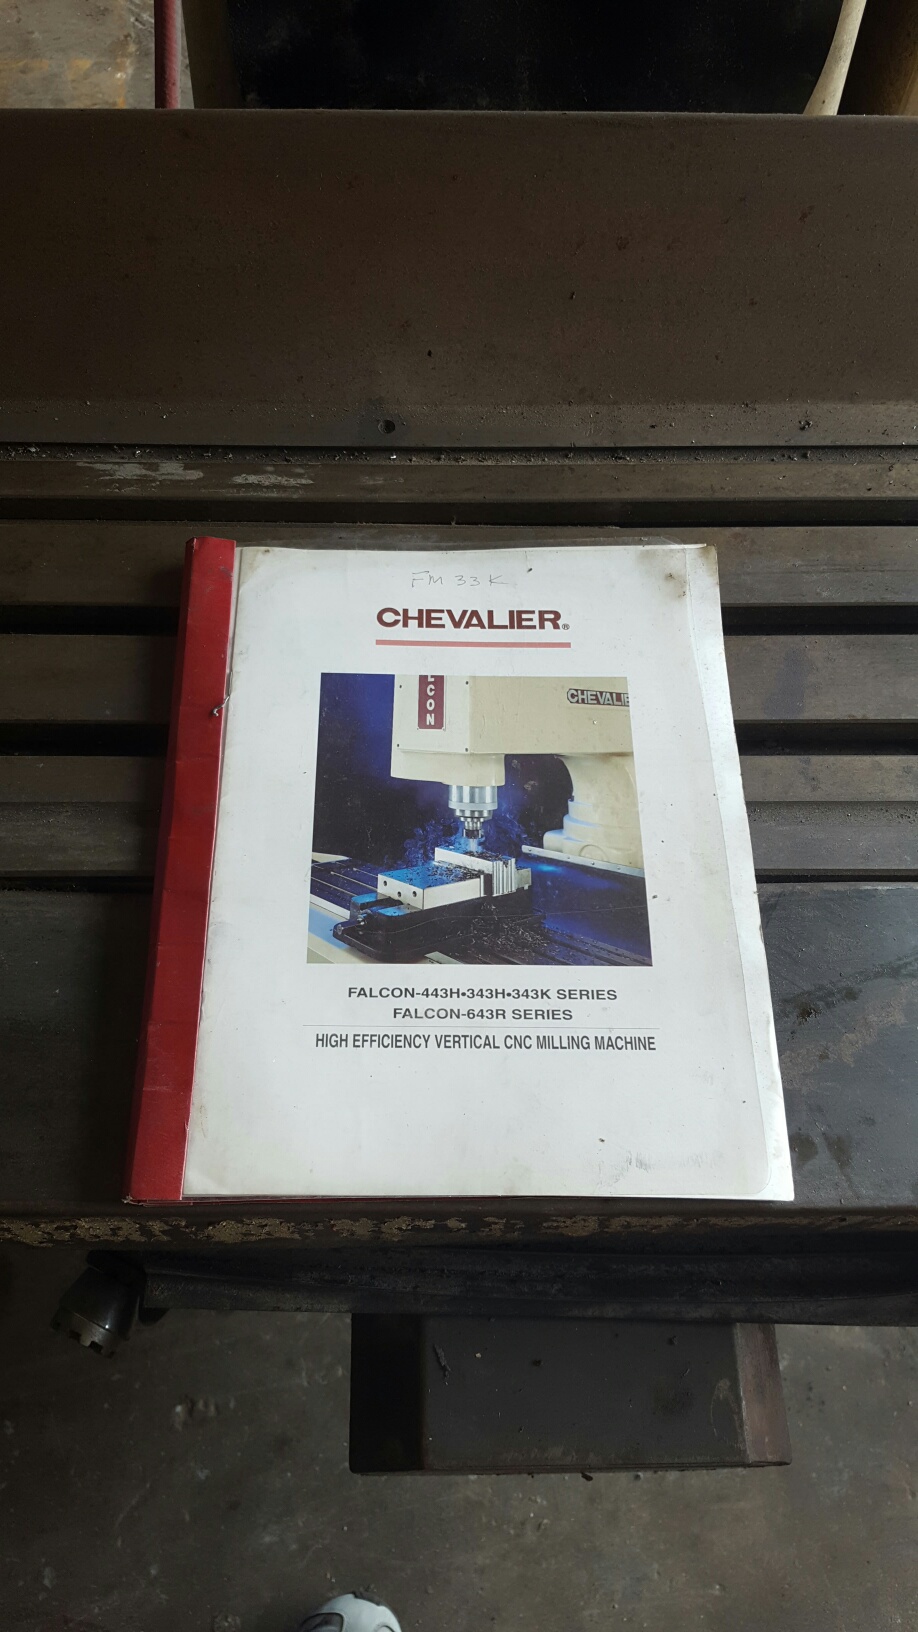 FM 33K
CHEVALIER®
LCON
CHEVALIE
FALCON-443H•343H•343K SERIES
FALCON-643R SERIES
HIGH EFFICIENCY VERTICAL CNC MILLING MACHINE